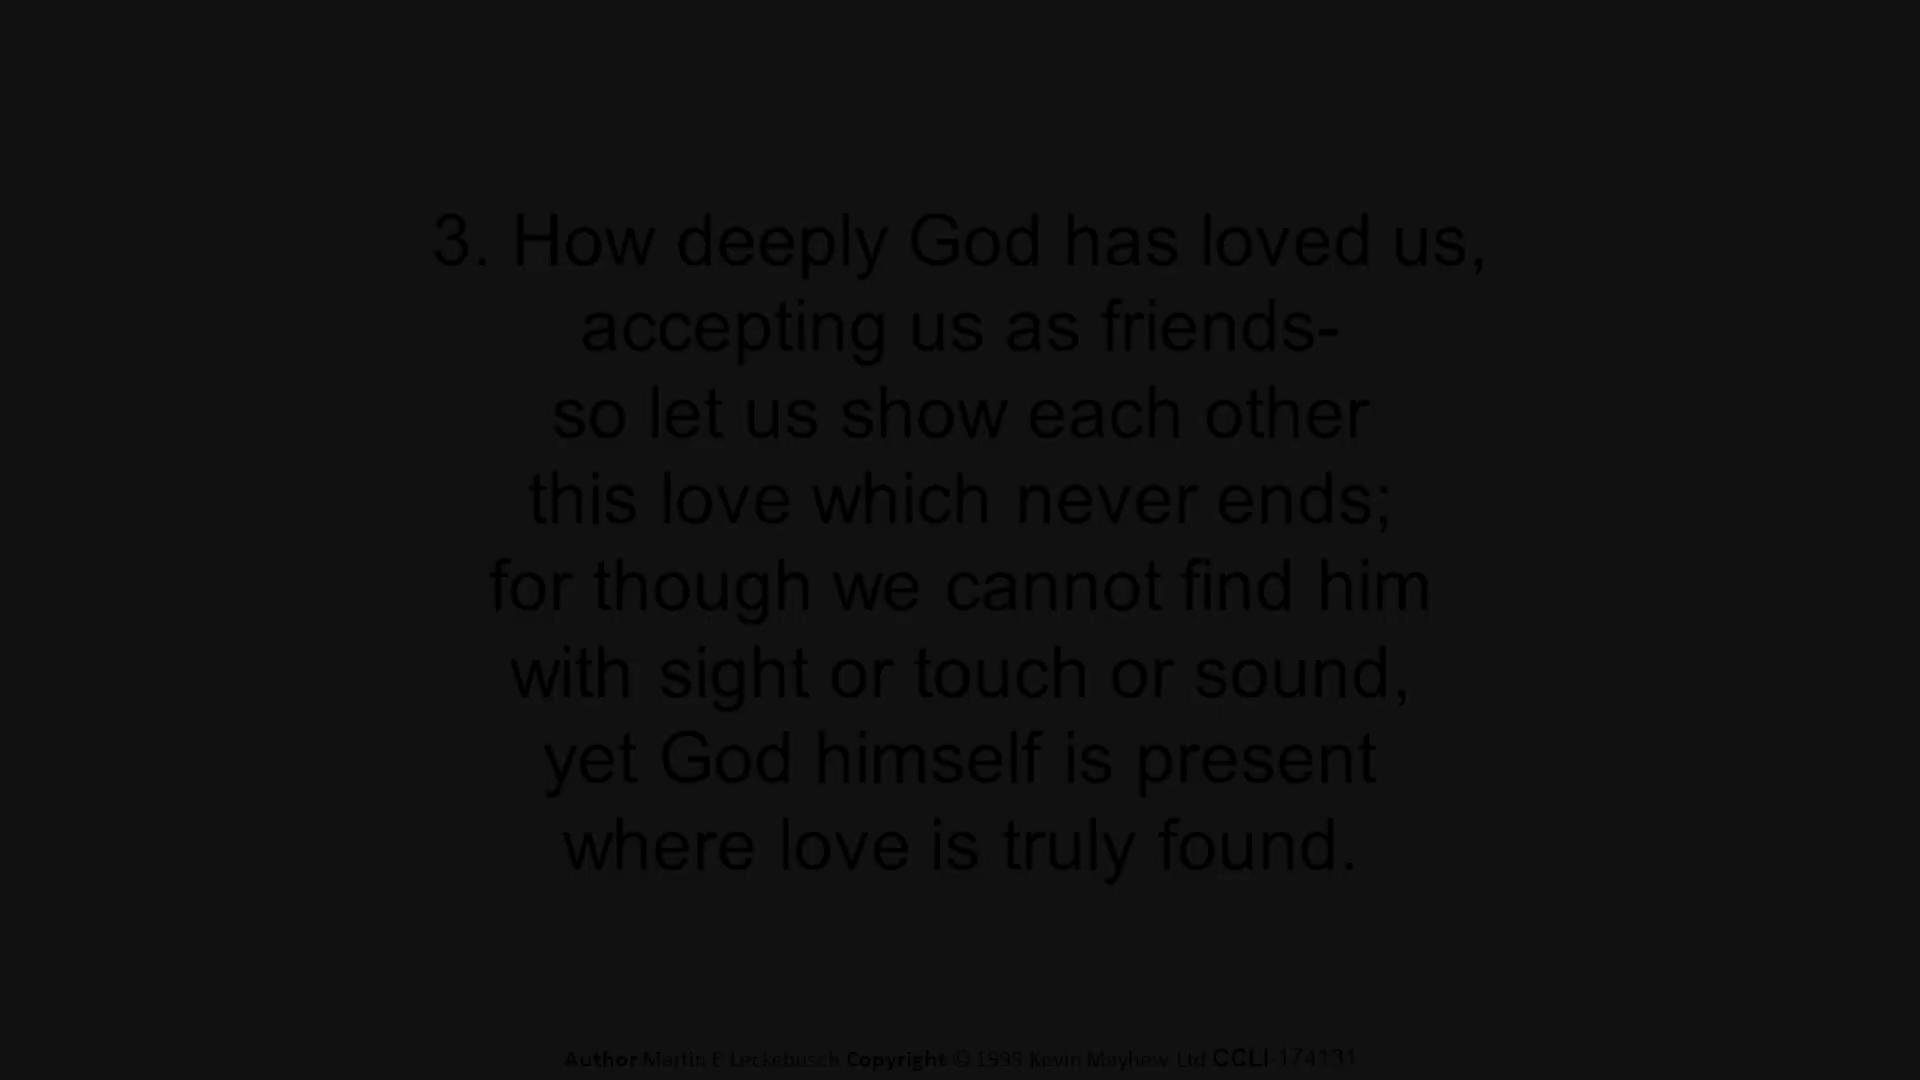 3. How deeply God has loved us,
accepting us as friends-
so let us show each other
this love which never ends;
for though we cannot find him
with sight or touch or sound,
yet God himself is present
where love is truly found.
Author Martin E Leckebusch Copyright © 1999 Kevin Mayhew Ltd CCLI-174131